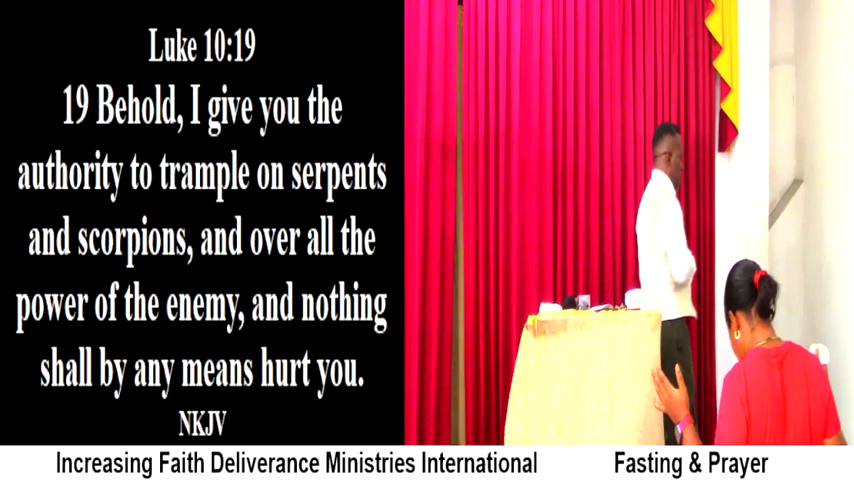 Luke 10:19
19 Behold, I give you the
authority to trample on serpents
and scorpions, and over all the
power of the enemy, and nothing
shall by any means hurt you.
NKJV
Increasing Faith Deliverance Ministries International
Fasting & Prayer